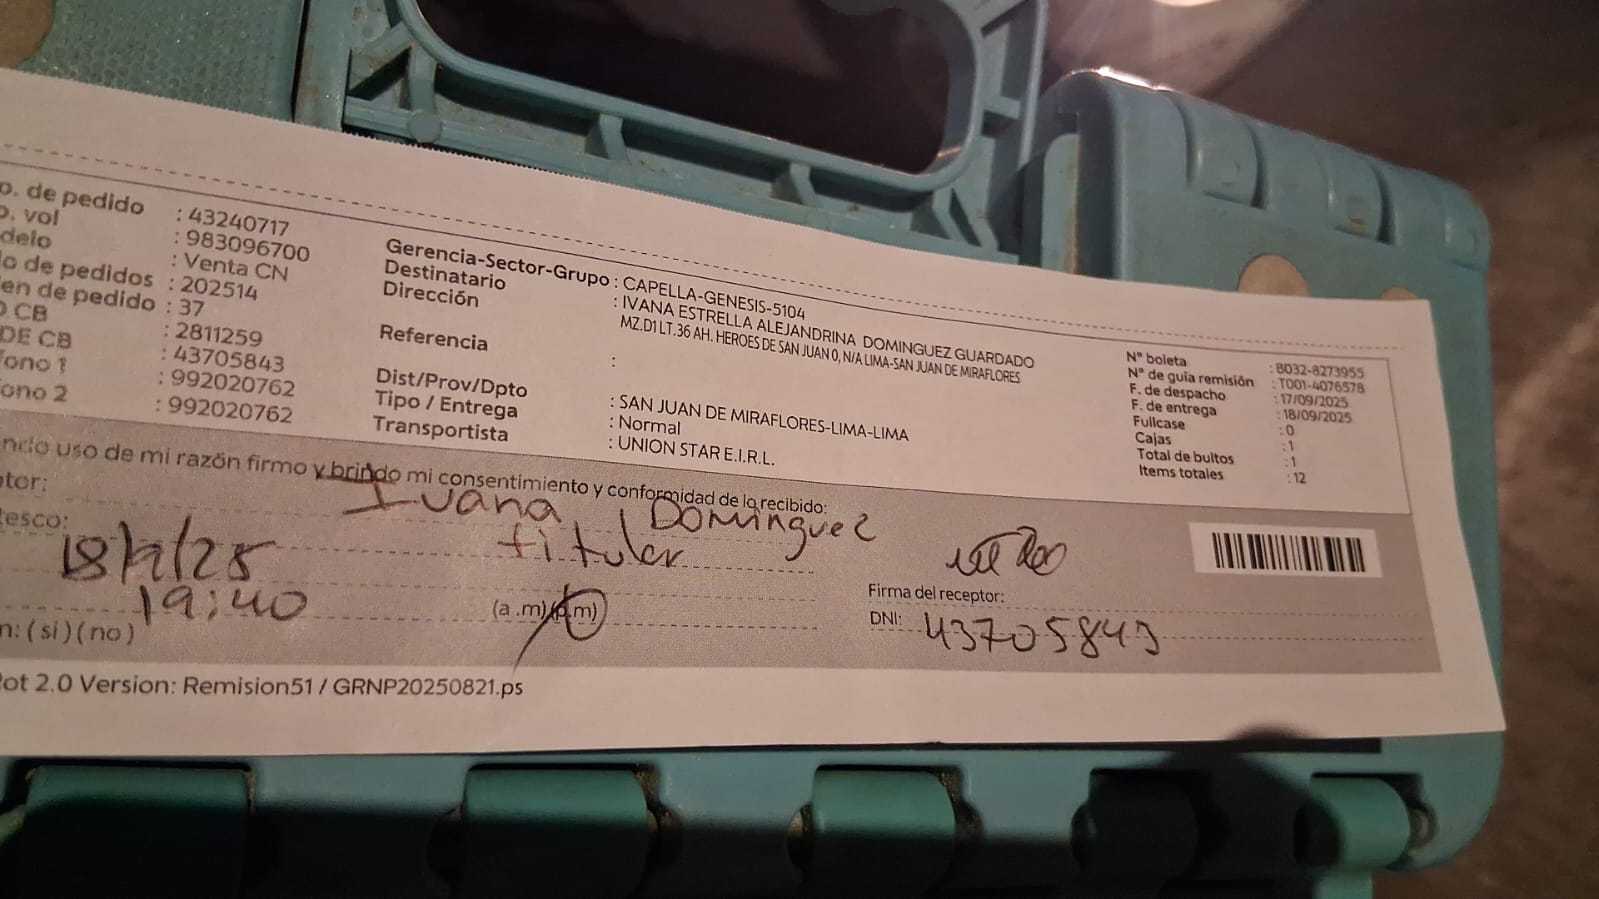 o. de pedido : 43240717
o. vol : 983096700
delo : Venta CN
o de pedidos : 202514
en de pedido : 37
O CB : 2811259
DE CB : 43705843
fono 1 : 992020762
ono 2 : 992020762
Gerencia-Sector-Grupo : CAPELLA-GENESIS-5104
Destinatario : IVANA ESTRELLA ALEJANDRINA DOMINGUEZ GUARDADO
Dirección MZ.D1 LT.36 AH. HEROES DE SAN JUAN 0, N/A LIMA-SAN JUAN DE MIRAFLORES
Referencia :
Dist/Prov/Dpto : SAN JUAN DE MIRAFLORES-LIMA-LIMA
Tipo / Entrega : Normal
Transportista : UNION STAR E.I.R.L.
N° boleta : B032-8273955
N° de guía remisión : T001-4076578
F. de despacho : 17/09/2025
F. de entrega : 18/09/2025
Fullcase : 0
Cajas : 1
Total de bultos : 1
Items totales : 12
ndo uso de mi razón firmo y brindo mi consentimiento y conformidad de lo recibido:
ptor: Ivana Dominguez
tesco: titular
18/9/25
19:40 (a .m) (p.m)
n: ( si ) ( no )
Firma del receptor:
DNI: 43705843
ot 2.0 Version: Remision51 / GRNP20250821.ps